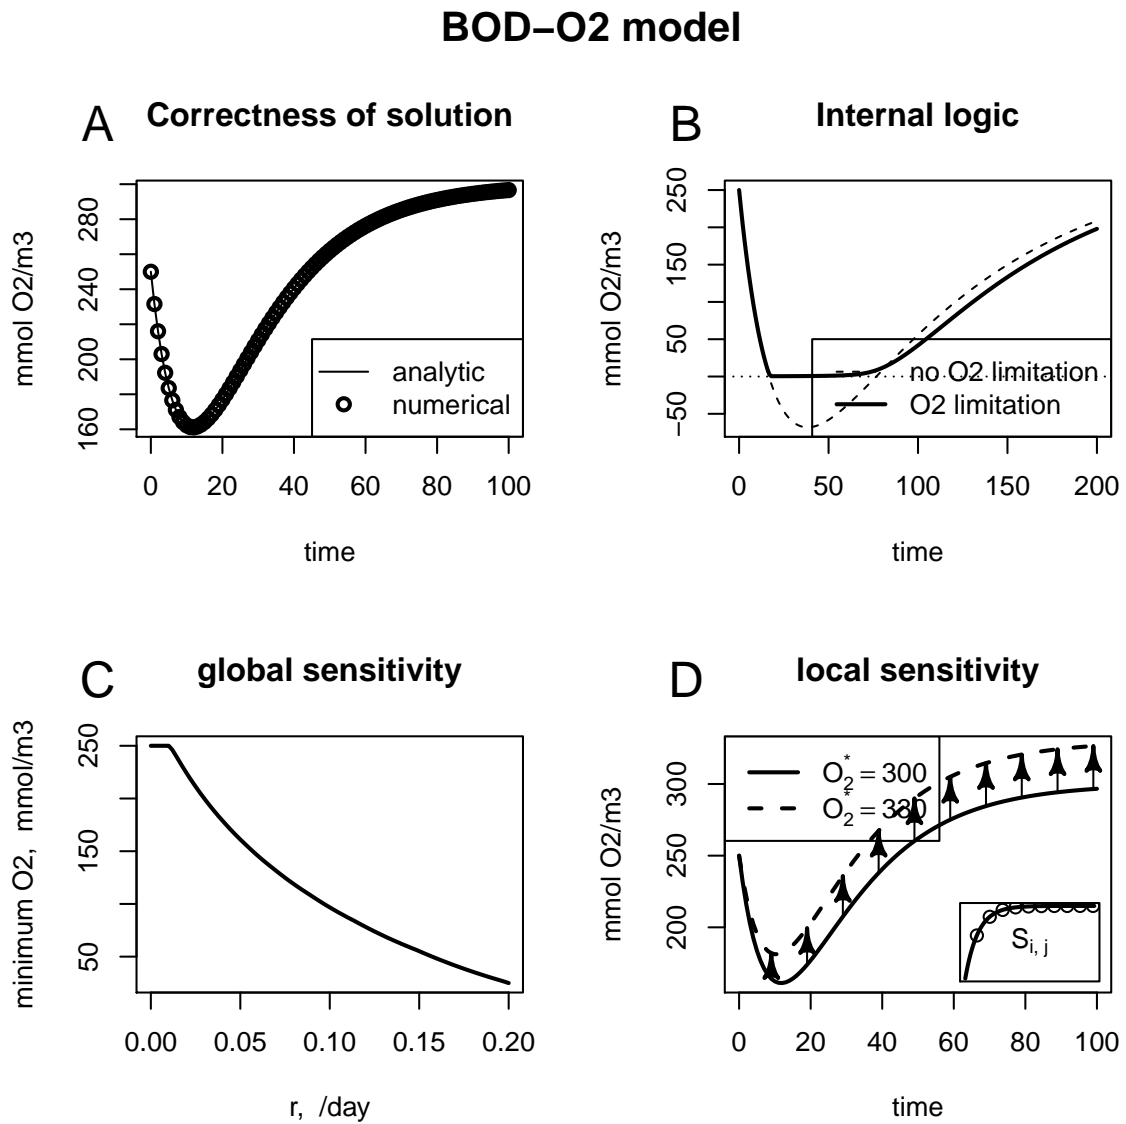 BOD−O2 model
A
Correctness of solution
mmol O2/m3
160 200 240 280
analytic
numerical
0 20 40 60 80 100
time
B
Internal logic
mmol O2/m3
−50 50 150 250
no O2 limitation
O2 limitation
0 50 100 150 200
time
C
global sensitivity
minimum O2, mmol/m3
50 150 250
0.00 0.05 0.10 0.15 0.20
r, /day
D
local sensitivity
mmol O2/m3
200 250 300
O2* = 300
O2* = 330
Si, j
0 20 40 60 80 100
time